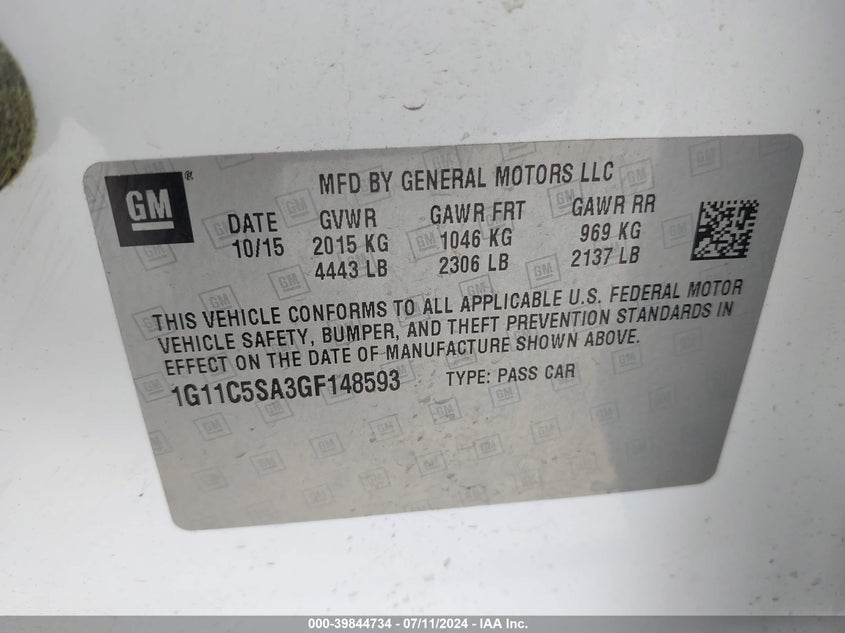 GM
MFD BY GENERAL MOTORS LLC
DATE GVWR GAWR FRT GAWR RR
10/15 2015 KG 1046 KG 969 KG
4443 LB 2306 LB 2137 LB
THIS VEHICLE CONFORMS TO ALL APPLICABLE U.S. FEDERAL MOTOR
VEHICLE SAFETY, BUMPER, AND THEFT PREVENTION STANDARDS IN
EFFECT ON THE DATE OF MANUFACTURE SHOWN ABOVE.
1G11C5SA3GF148593 TYPE: PASS CAR
000-39844734 - 07/11/2024 - IAA Inc.